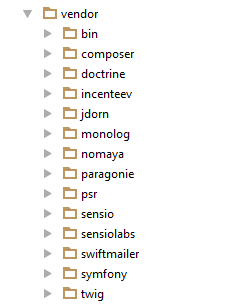 vendor
bin
composer
doctrine
incenteev
jdorn
monolog
nomaya
paragonie
psr
sensio
sensiolabs
swiftmailer
symfony
twig